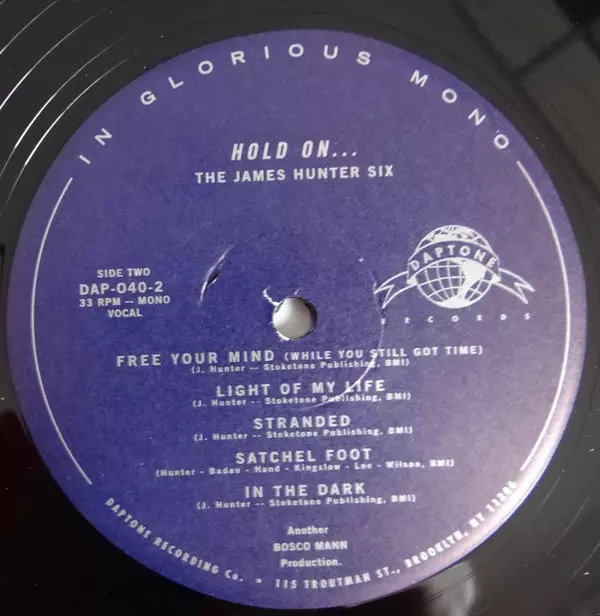 IN GLORIOUS MONO
HOLD ON...
THE JAMES HUNTER SIX
SIDE TWO
DAP-040-2
33 RPM -- MONO
VOCAL
DAPTONE
RECORDS
FREE YOUR MIND (WHILE YOU STILL GOT TIME)
(J. Hunter -- Stoketone Publishing, BMI)
LIGHT OF MY LIFE
(J. Hunter -- Stoketone Publishing, BMI)
STRANDED
(J. Hunter -- Stoketone Publishing, BMI)
SATCHEL FOOT
(Hunter - Badau - Hand - Kingslow - Lee - Wilson, BMI)
IN THE DARK
(J. Hunter -- Stoketone Publishing, BMI)
Another
BOSCO MANN
Production.
DAPTONE RECORDING Co. • 115 TROUTMAN ST., BROOKLYN, NY 11206